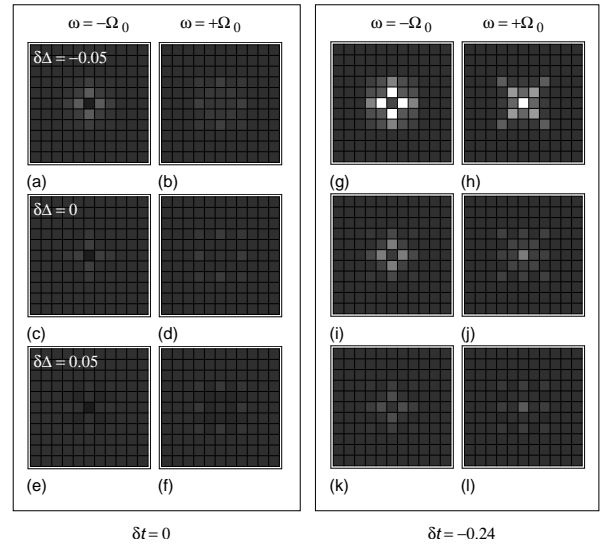 ω = −Ω₀ ω = +Ω₀ ω = −Ω₀ ω = +Ω₀
δΔ = −0.05
(a) (b) (g) (h)
δΔ = 0
(c) (d) (i) (j)
δΔ = 0.05
(e) (f) (k) (l)
δt = 0 δt = −0.24